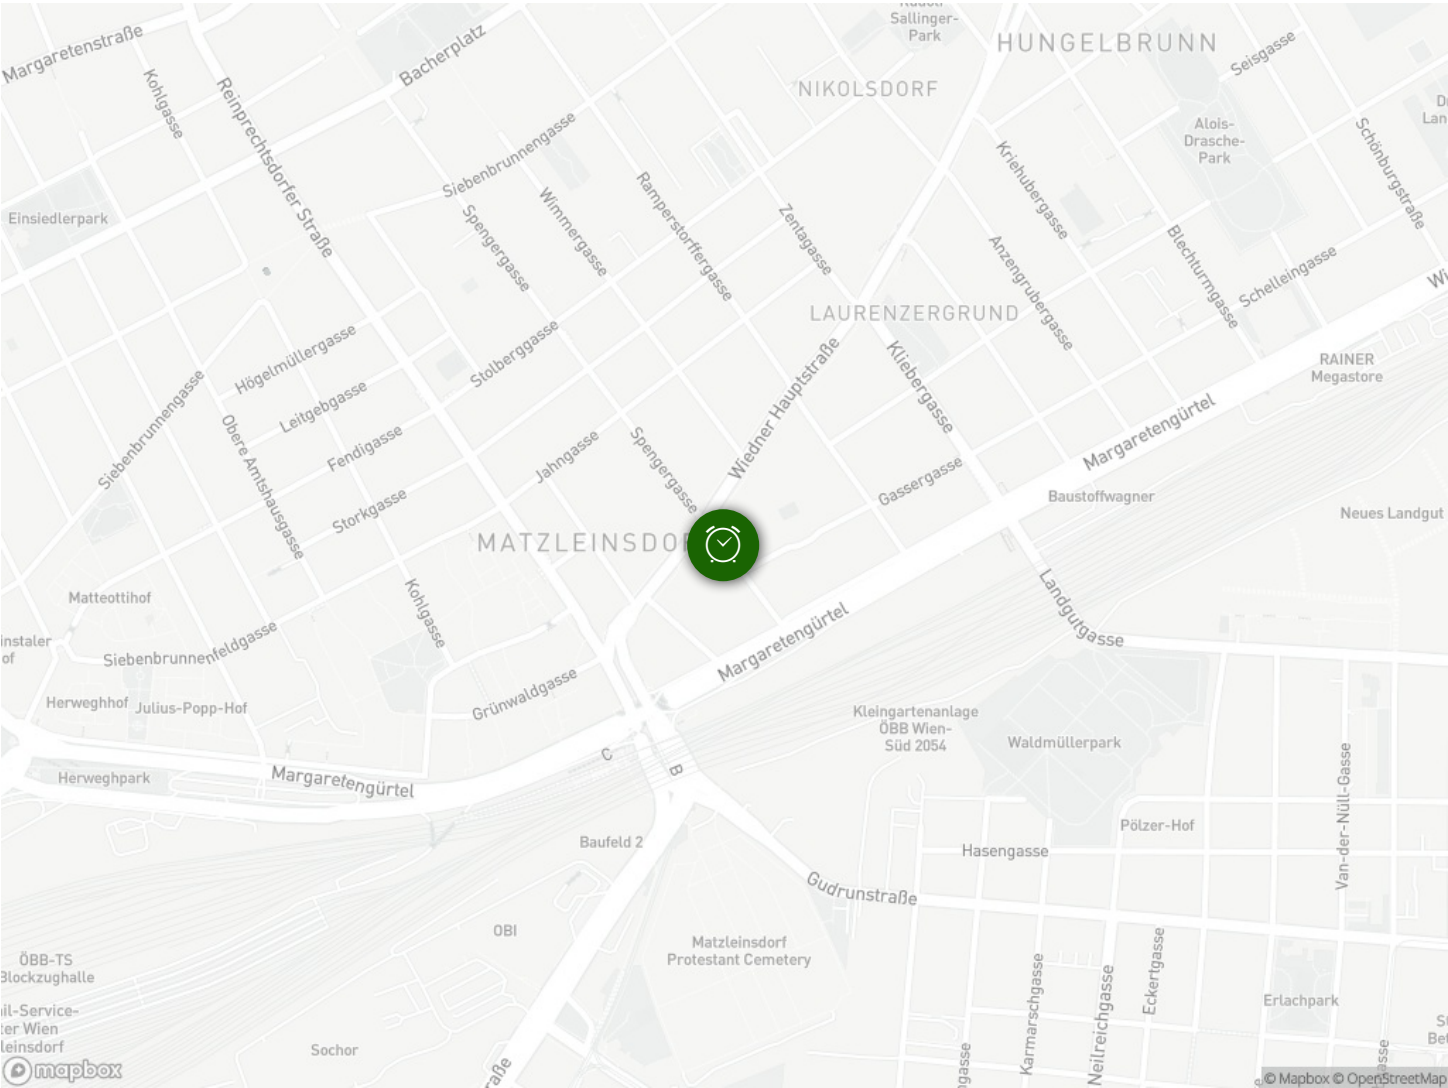 Sallinger-
Park
HUNGELBRUNN
Margaretenstraße
Bacherplatz
Seisgasse
Kohlgasse
Reinprechtsdorfer Straße
NIKOLSDORF
Alois-
Drasche-
Park
Schönburgstraße
Siebenbrunnengasse
Kriehubergasse
Einsiedlerpark
Spengergasse
Wimmergasse
Ramperstorffergasse
Zentagasse
Anzengrubergasse
Blechturmgasse
Schelleingasse
LAURENZERGRUND
Högelmüllergasse
Stolberggasse
Wiedner Hauptstraße
Kliebergasse
RAINER
Megastore
Siebenbrunnengasse
Leitgebgasse
Obere Amtshausgasse
Fendigasse
Jahngasse
Spengergasse
Margaretengürtel
Storkgasse
Gassergasse
Baustoffwagner
Neues Landgut
MATZLEINSDO
Matteottihof
Kohlgasse
Landgutgasse
Siebenbrunnenfeldgasse
Margaretengürtel
Herweghhof
Julius-Popp-Hof
Grünwaldgasse
Kleingartenanlage
ÖBB Wien-
Süd 2054
Waldmüllerpark
Herweghpark
Margaretengürtel
C
B
Van-der-Nüll-Gasse
Pölzer-Hof
Baufeld 2
Hasengasse
Gudrunstraße
OBI
Matzleinsdorf
Protestant Cemetery
ÖBB-TS
Blockzughalle
Karmarschgasse
Neilreichgasse
Eckertgasse
Erlachpark
Sochor
mapbox
© Mapbox © OpenStreetMap